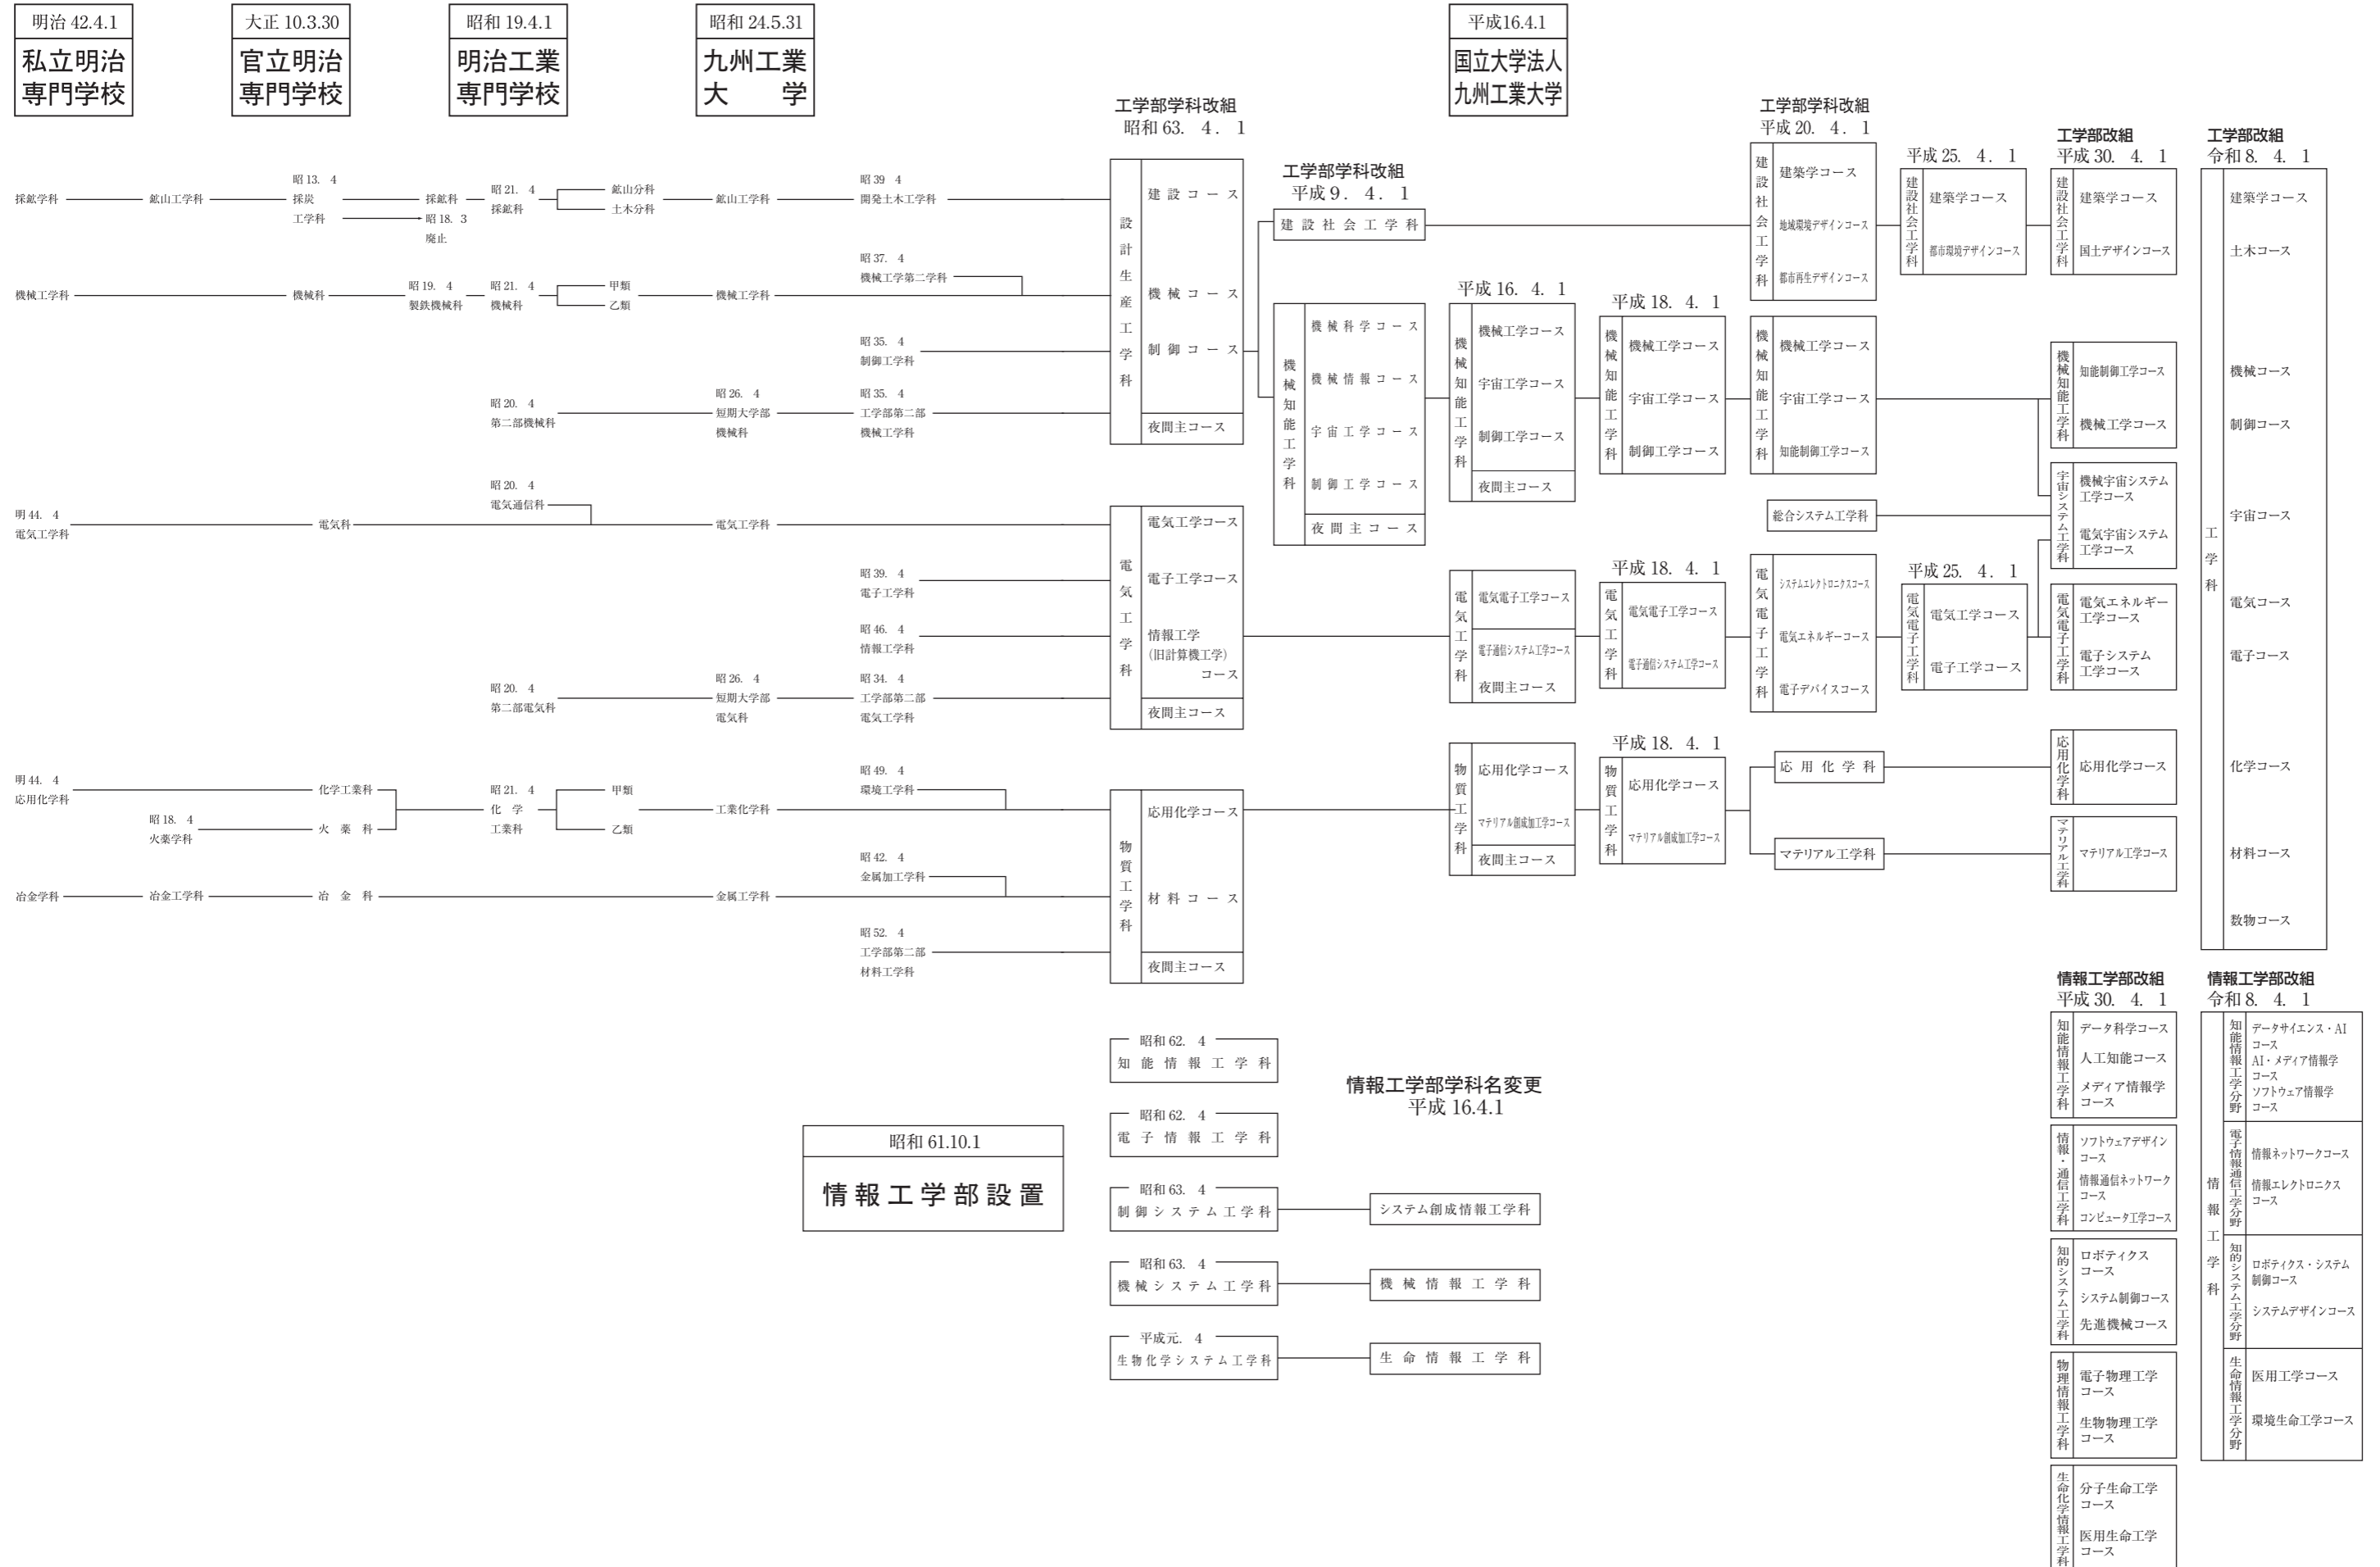 明治 42.4.1
私立明治
専門学校
大正 10.3.30
官立明治
専門学校
昭和 19.4.1
明治工業
専門学校
昭和 24.5.31
九州工業
大　　学
平成16.4.1
国立大学法人
九州工業大学
採鉱学科
鉱山工学科
昭 13.　4
採炭
工学科
採鉱科
昭 18.　3
廃止
昭 21.　4
採鉱科
鉱山分科
土木分科
鉱山工学科
昭 39　4
開発土木工学科
機械工学科
機械科
昭 19.　4
製鉄機械科
昭 21.　4
機械科
甲類
乙類
機械工学科
昭 37.　4
機械工学第二学科
昭 35.　4
制御工学科
昭 20.　4
第二部機械科
昭 26.　4
短期大学部
機械科
昭 35.　4
工学部第二部
機械工学科
明 44.　4
電気工学科
電気科
昭 20.　4
電気通信科
電気工学科
昭 39.　4
電子工学科
昭 46.　4
情報工学科
昭 20.　4
第二部電気科
昭 26.　4
短期大学部
電気科
昭 34.　4
工学部第二部
電気工学科
明 44.　4
応用化学科
昭 18.　4
火薬学科
化学工業科
火　薬　科
昭 21.　4
化　学
工業科
甲類
乙類
工業化学科
昭 49.　4
環境工学科
冶金学科
冶金工学科
冶　金　科
金属工学科
昭 42.　4
金属加工学科
昭 52.　4
工学部第二部
材料工学科
工学部学科改組
昭和 63.　4 .　1
設計生産工学科
建 設 コ ー ス
機 械 コ ー ス
制 御 コ ー ス
夜間主コース
電気工学科
電気工学コース
電子工学コース
情報工学
（旧計算機工学）
コース
夜間主コース
物質工学科
応用化学コース
材 料 コ ー ス
夜間主コース
工学部学科改組
平成 9 .　4 .　1
建 設 社 会 工 学 科
機械知能工学科
機 械 科 学 コ ー ス
機 械 情 報 コ ー ス
宇 宙 工 学 コ ー ス
制 御 工 学 コ ー ス
夜 間 主 コ ー ス
平成 16.　4.　1
機械知能工学科
機械工学コース
宇宙工学コース
制御工学コース
夜間主コース
電気工学科
電気電子工学コース
電子通信システム工学コース
夜間主コース
物質工学科
応用化学コース
マテリアル創成加工学コース
夜間主コース
平成 18.　4.　1
機械知能工学科
機械工学コース
宇宙工学コース
制御工学コース
平成 18.　4.　1
電気工学科
電気電子工学コース
電子通信システム工学コース
平成 18.　4.　1
物質工学科
応用化学コース
マテリアル創成加工学コース
工学部学科改組
平成 20.　4 .　1
建設社会工学科
建築学コース
地域環境デザインコース
都市再生デザインコース
機械知能工学科
機械工学コース
宇宙工学コース
知能制御工学コース
総合システム工学科
電気電子工学科
システムエレクトロニクスコース
電気エネルギーコース
電子デバイスコース
応 用 化 学 科
マテリアル工学科
平成 25.　4 .　1
建設社会工学科
建築学コース
都市環境デザインコース
平成 25.　4 .　1
電気電子工学科
電気工学コース
電子工学コース
工学部改組
平成 30.　4.　1
建設社会工学科
建築学コース
国土デザインコース
機械知能工学科
知能制御工学コース
機械工学コース
宇宙システム工学科
機械宇宙システム
工学コース
電気宇宙システム
工学コース
電気電子工学科
電気エネルギー
工学コース
電子システム
工学コース
応用化学科
応用化学コース
マテリアル工学科
マテリアル工学コース
工学部改組
令和 8.　4.　1
工学科
建築学コース
土木コース
機械コース
制御コース
宇宙コース
電気コース
電子コース
化学コース
材料コース
数物コース
昭和 61.10.1
情報工学部設置
昭和 62.　4
知 能 情 報 工 学 科
昭和 62.　4
電 子 情 報 工 学 科
昭和 63.　4
制 御 シ ス テ ム 工 学 科
昭和 63.　4
機 械 シ ス テ ム 工 学 科
平成元.　4
生 物 化 学 シ ス テ ム 工 学 科
情報工学部学科名変更
平成 16.4.1
システム創成情報工学科
機 械 情 報 工 学 科
生 命 情 報 工 学 科
情報工学部改組
平成 30.　4.　1
知能情報工学科
データ科学コース
人工知能コース
メディア情報学
コース
情報・通信工学科
ソフトウェアデザイン
コース
情報通信ネットワーク
コース
コンピュータ工学コース
知的システム工学科
ロボティクス
コース
システム制御コース
先進機械コース
物理情報工学科
電子物理工学
コース
生物物理工学
コース
生命化学情報工学科
分子生命工学
コース
医用生命工学
コース
情報工学部改組
令和 8.　4.　1
情報工学科
知能情報工学分野
データサイエンス・AI
コース
AI・メディア情報学
コース
ソフトウェア情報学
コース
電子情報通信工学分野
情報ネットワークコース
情報エレクトロニクス
コース
知的システム工学分野
ロボティクス・システム
制御コース
システムデザインコース
生命情報工学分野
医用工学コース
環境生命工学コース